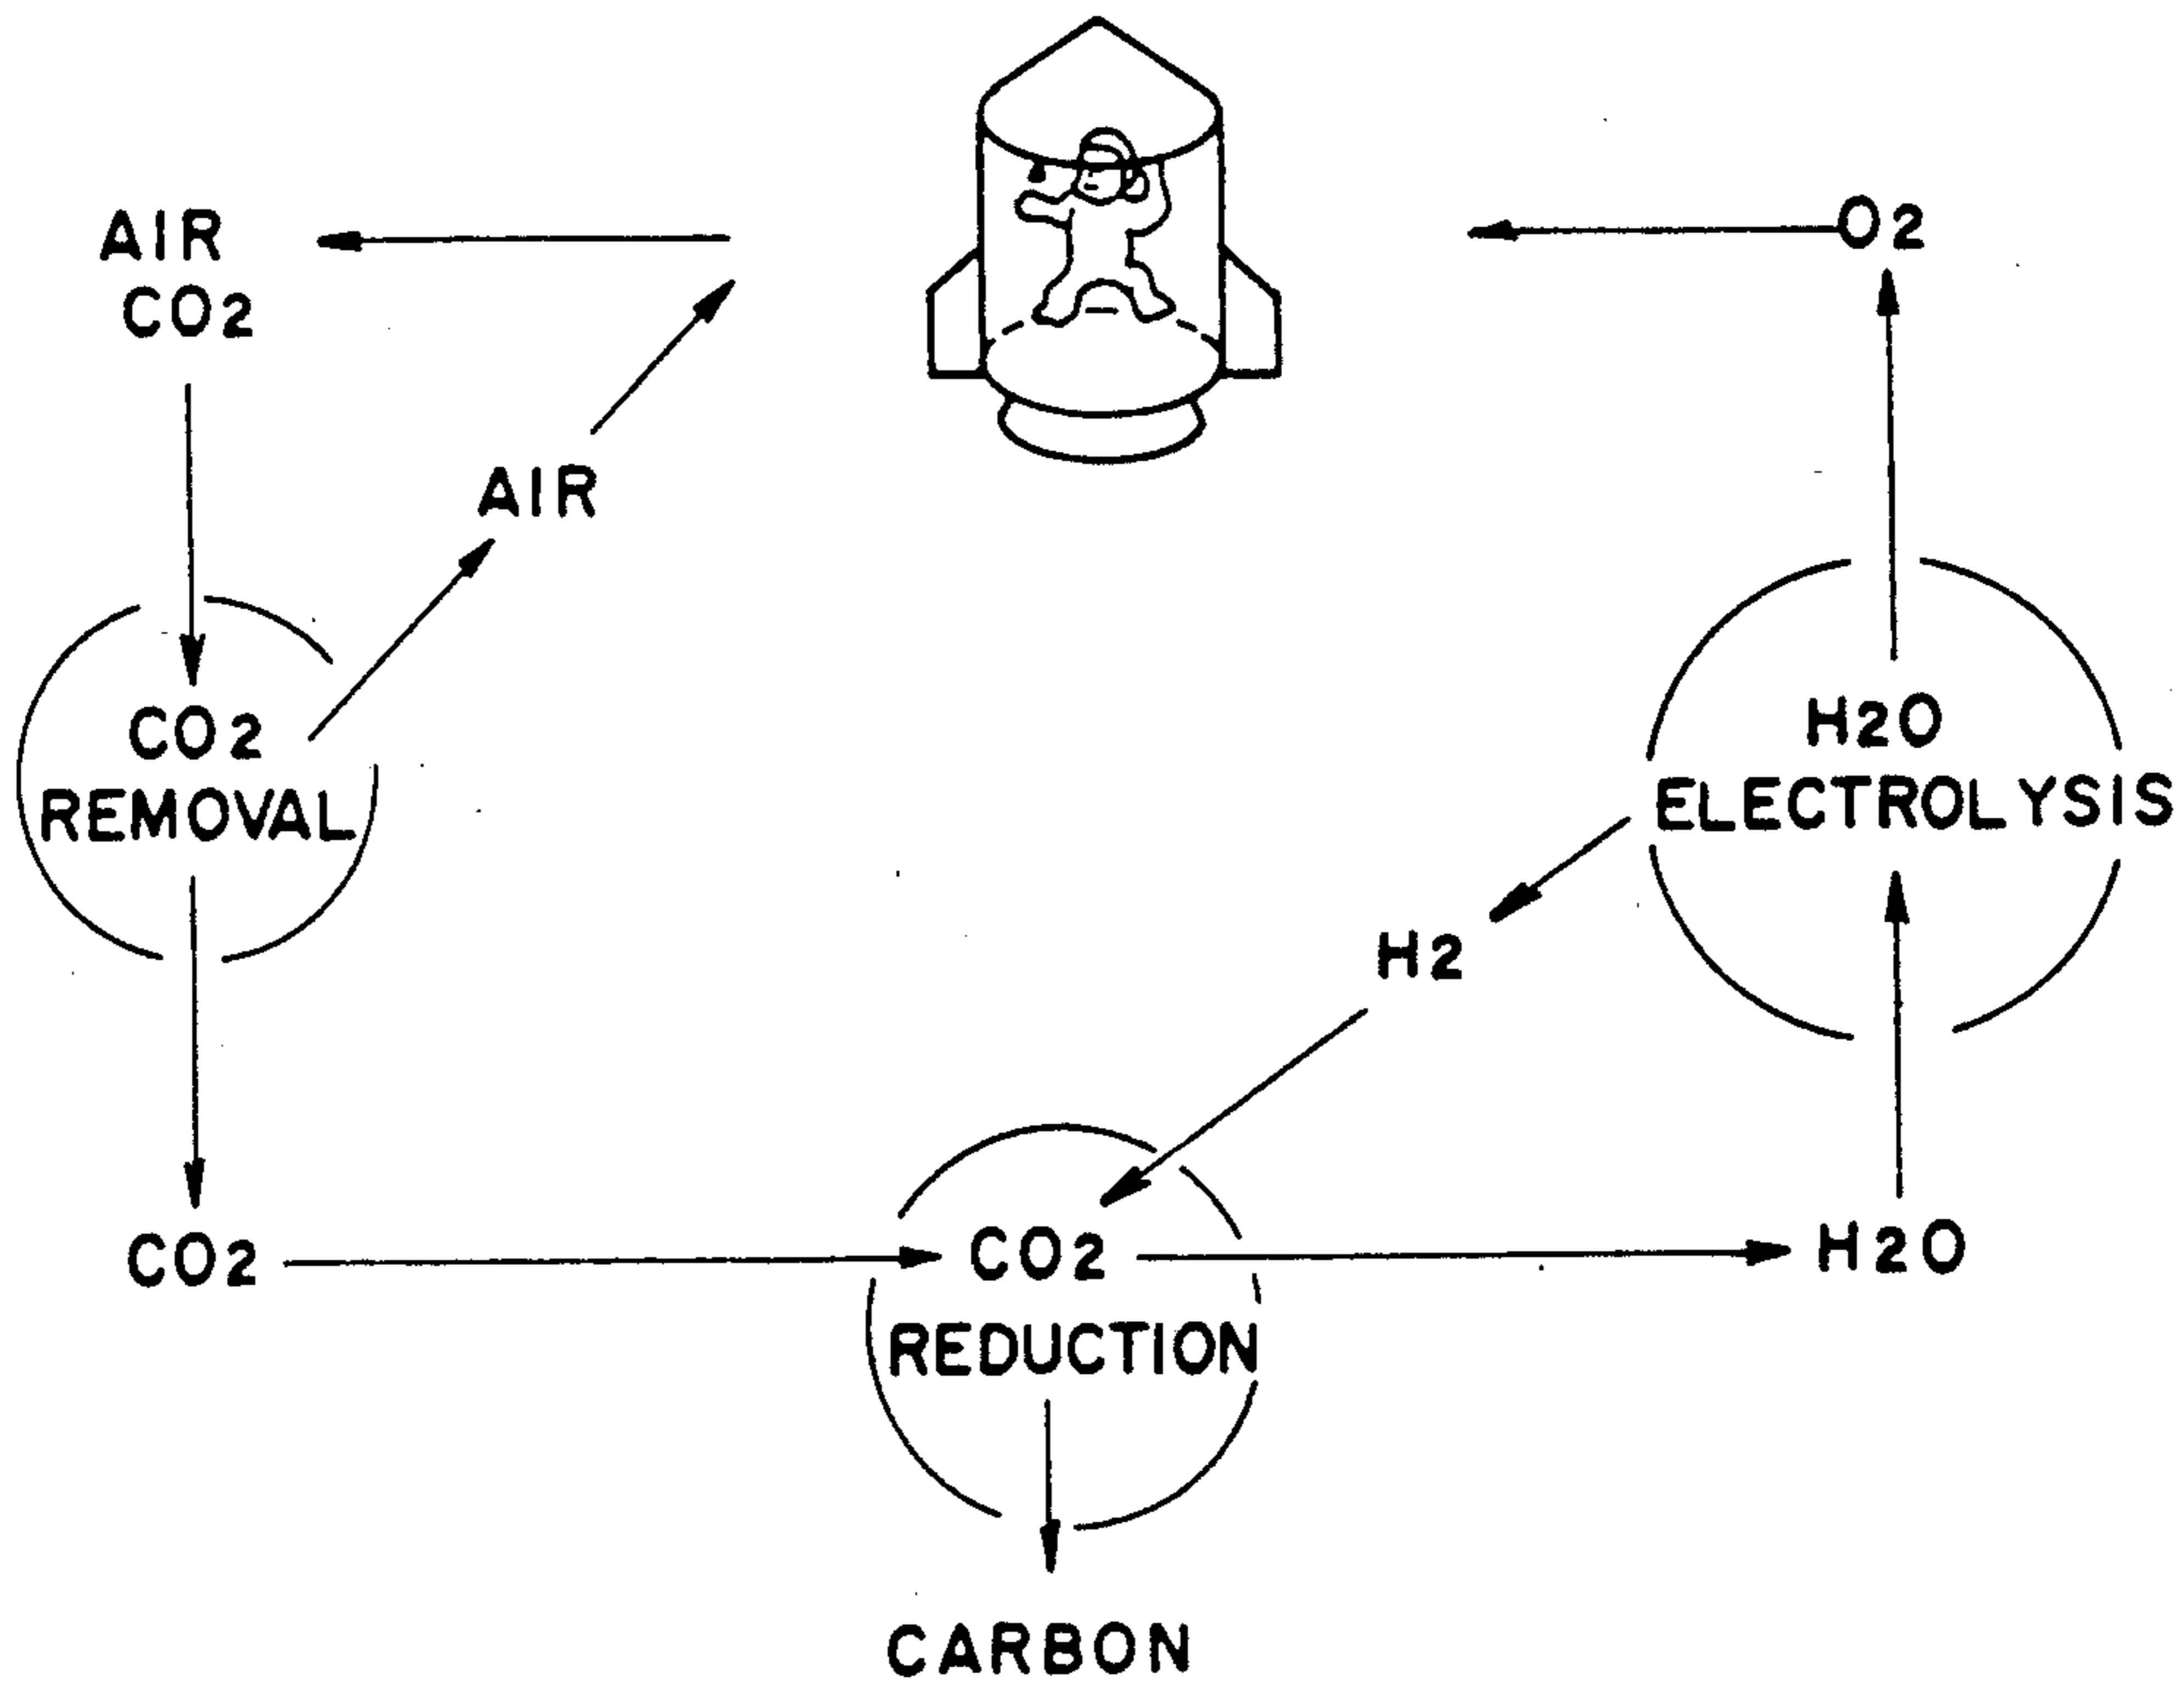 AIR
CO2
O2
AIR
CO2
REMOVAL
H2O
ELECTROLYSIS
H2
CO2
CO2
REDUCTION
H2O
CARBON